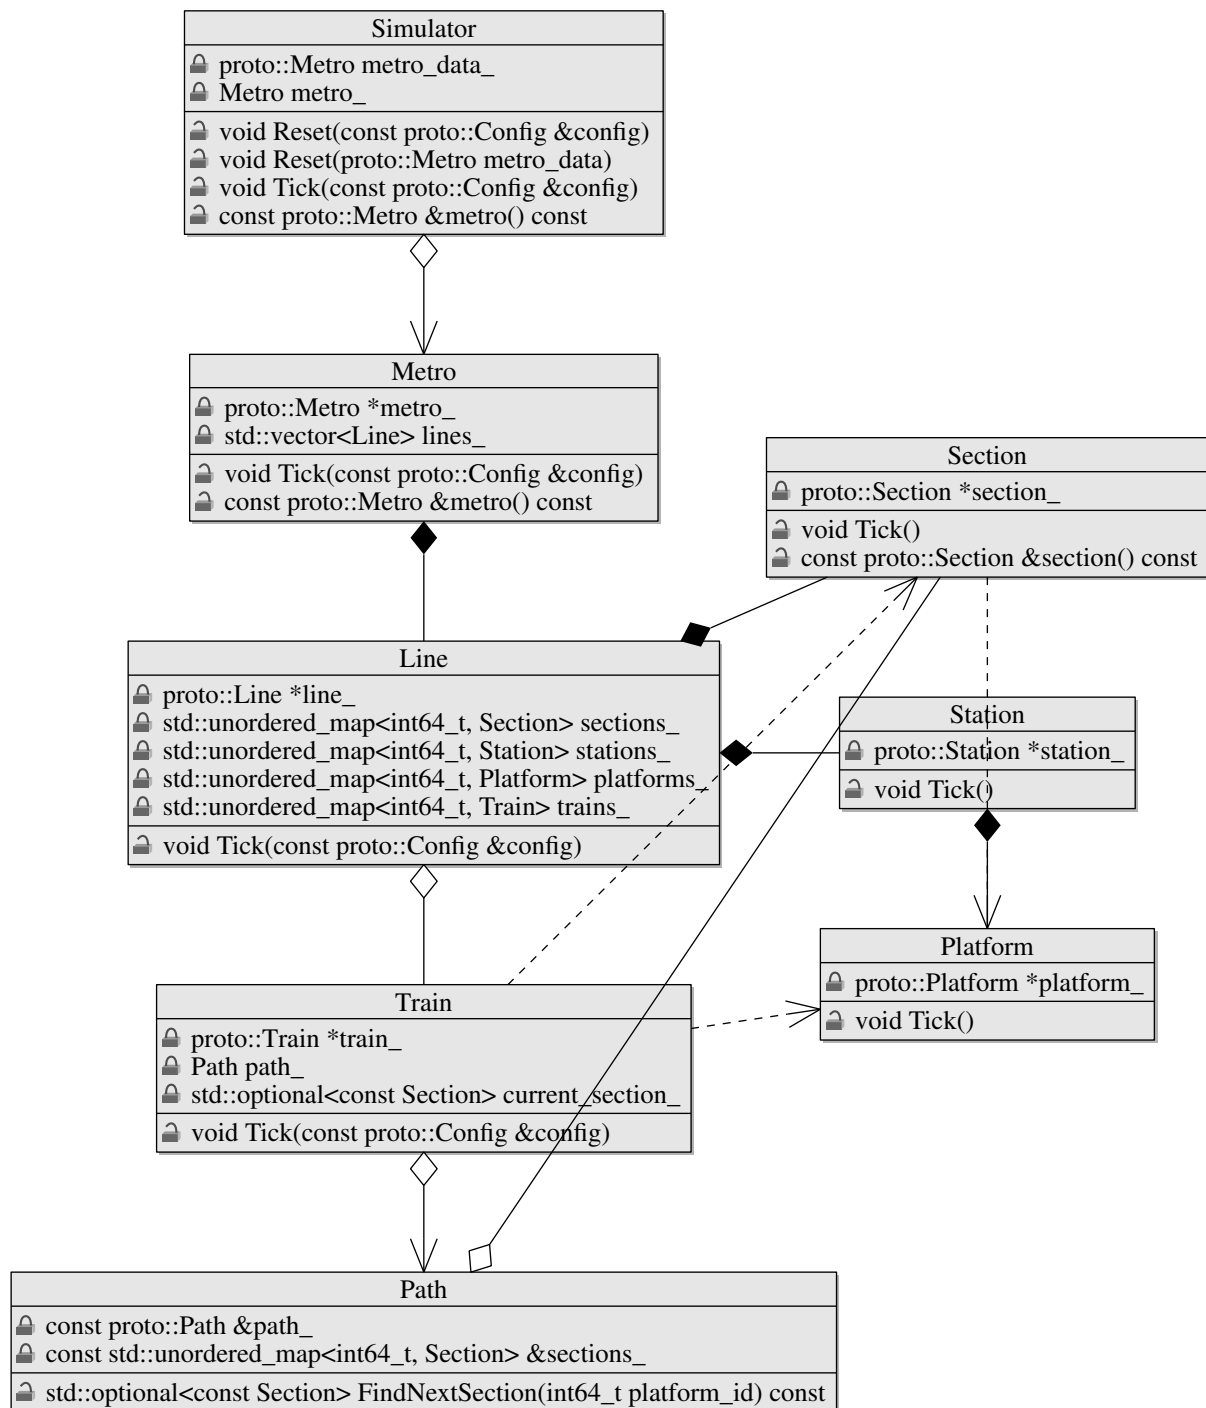 Simulator
proto::Metro metro_data_
Metro metro_
void Reset(const proto::Config &config)
void Reset(proto::Metro metro_data)
void Tick(const proto::Config &config)
const proto::Metro &metro() const
Metro
proto::Metro *metro_
std::vector<Line> lines_
void Tick(const proto::Config &config)
const proto::Metro &metro() const
Section
proto::Section *section_
void Tick()
const proto::Section &section() const
Line
proto::Line *line_
std::unordered_map<int64_t, Section> sections_
std::unordered_map<int64_t, Station> stations_
std::unordered_map<int64_t, Platform> platforms_
std::unordered_map<int64_t, Train> trains_
void Tick(const proto::Config &config)
Station
proto::Station *station_
void Tick()
Platform
proto::Platform *platform_
void Tick()
Train
proto::Train *train_
Path path_
std::optional<const Section> current_section_
void Tick(const proto::Config &config)
Path
const proto::Path &path_
const std::unordered_map<int64_t, Section> &sections_
std::optional<const Section> FindNextSection(int64_t platform_id) const